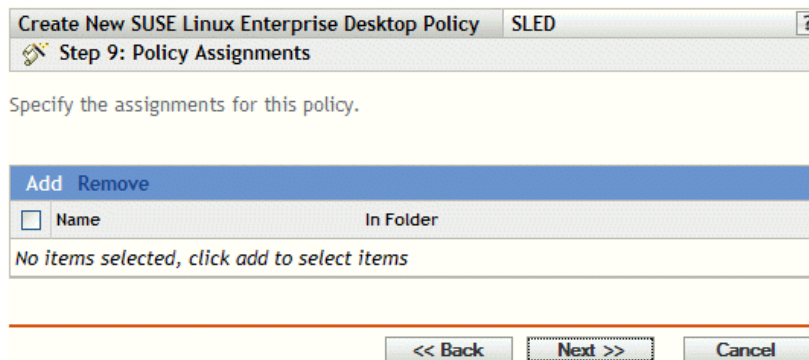 Create New SUSE Linux Enterprise Desktop Policy SLED ?
Step 9: Policy Assignments
Specify the assignments for this policy.
Add Remove
Name In Folder
No items selected, click add to select items
<< Back Next >> Cancel